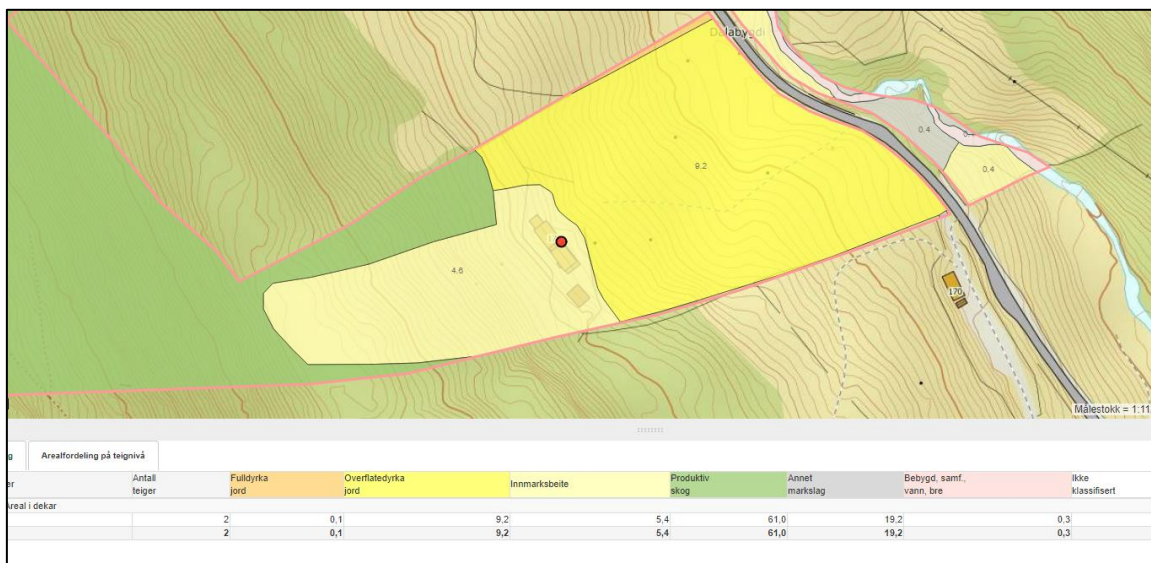 Dalabygdi
0.4
0.4
9.2
4.6
170
Målestokk = 1:11
g
Arealfordeling på teignivå
er
Antall
teiger
Fulldyrka
jord
Overflatedyrka
jord
Innmarksbeite
Produktiv
skog
Annet
markslag
Bebygd, samf.,
vann, bre
Ikke
klassifisert
Areal i dekar
2 0,1 9,2 5,4 61,0 19,2 0,3
2 0,1 9,2 5,4 61,0 19,2 0,3